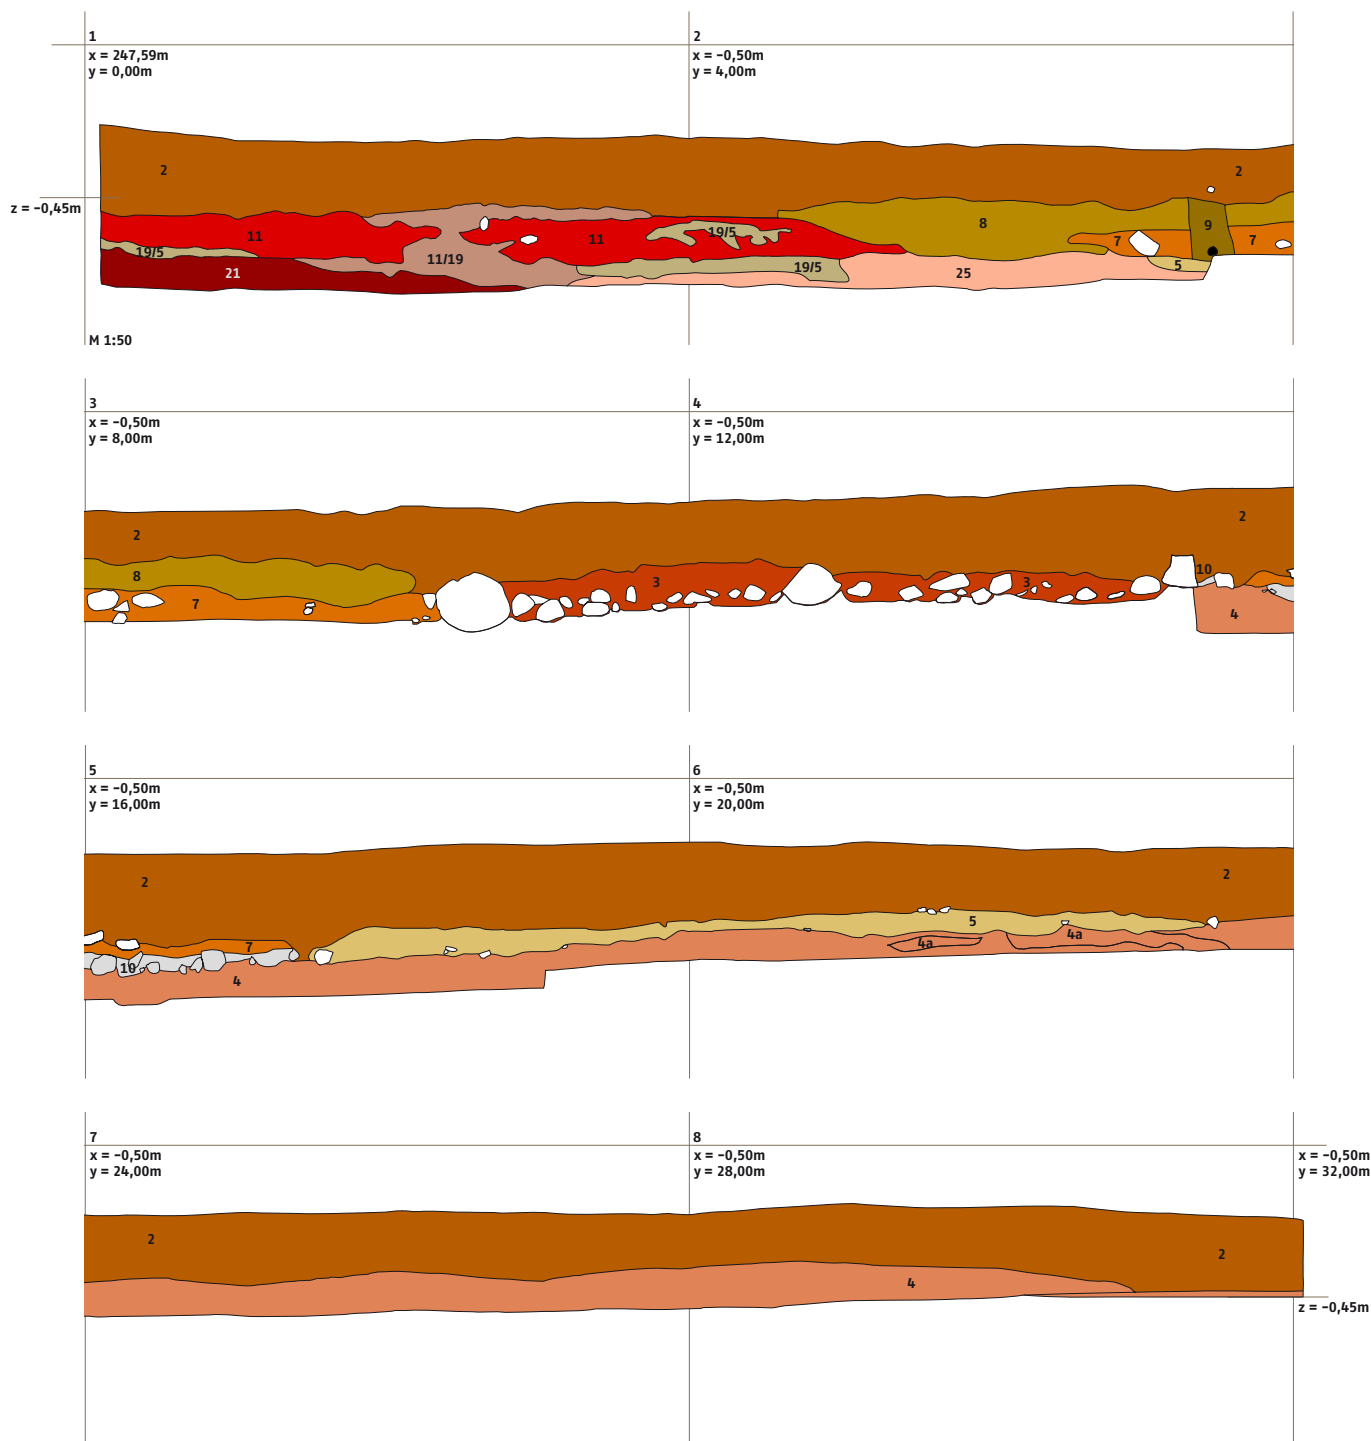 1
x = 247,59m
y = 0,00m
2
x = −0,50m
y = 4,00m
2
2
z = −0,45m
11
19/5
21
11/19
11
19/5
19/5
8
25
7
5
9
7
M 1:50
3
x = −0,50m
y = 8,00m
4
x = −0,50m
y = 12,00m
2
8
7
3
3
2
10
4
5
x = −0,50m
y = 16,00m
6
x = −0,50m
y = 20,00m
2
7
10
4
5
4a
4a
2
7
x = −0,50m
y = 24,00m
8
x = −0,50m
y = 28,00m
x = −0,50m
y = 32,00m
2
4
2
z = −0,45m